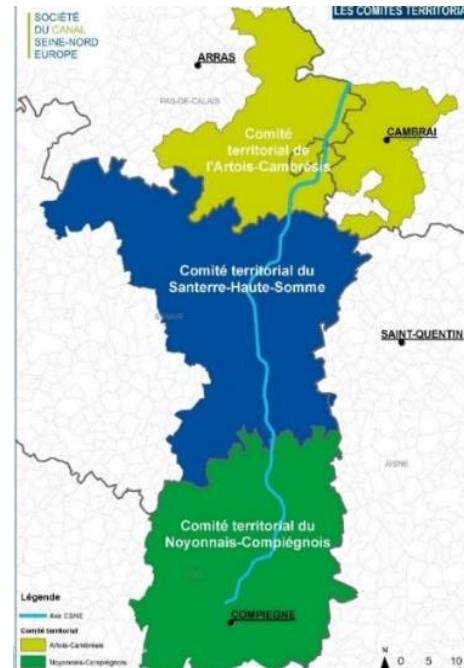 SOCIÉTÉ
DU CANAL
SEINE-NORD
EUROPE
LES COMITES TERRITORIA
ARRAS
PAS-DE-CALAIS
CAMBRAI
Comité
territorial de
l'Artois-Cambrésis
Comité territorial du
Santerre-Haute-Somme
SAINT-QUENTIN
AISNE
Comité territorial du
Noyonnais-Compiégnois
COMPIEGNE
Légende
Axe CSNE
Comité territorial
Artois-Cambrésis
Noyonnais-Compiégnois
N
0 5 10